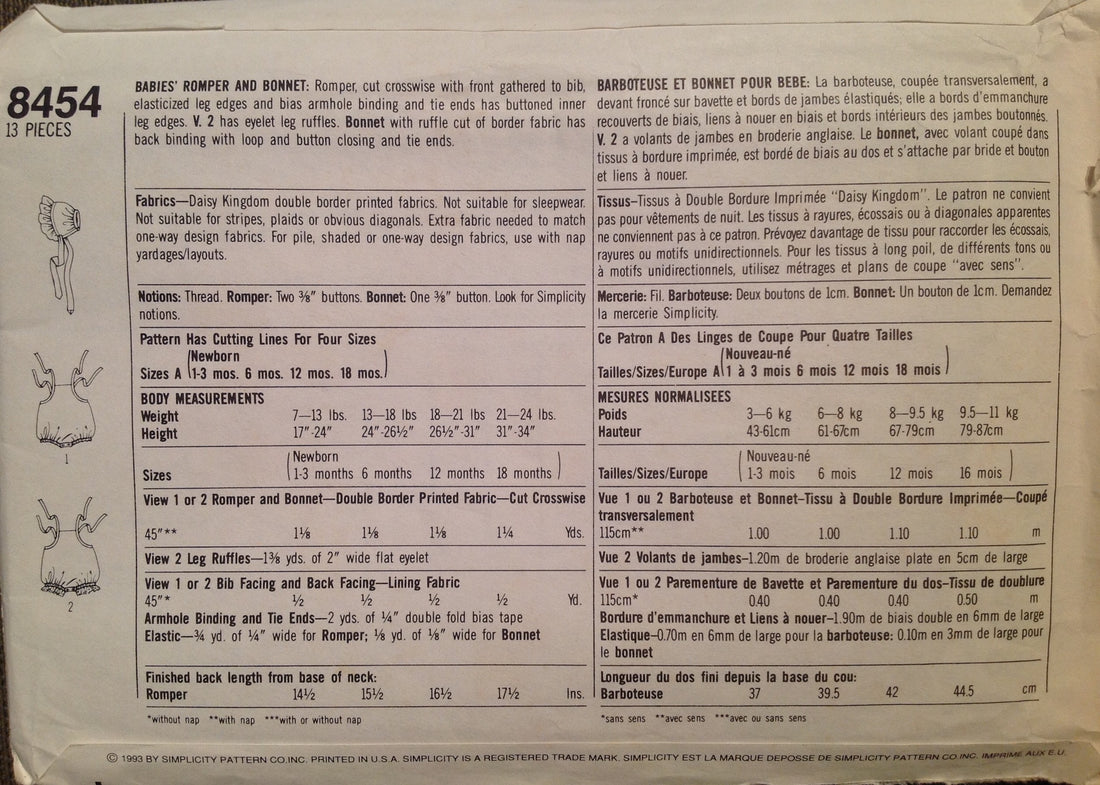 8454
13 PIECES
1
2
BABIES' ROMPER AND BONNET: Romper, cut crosswise with front gathered to bib,
elasticized leg edges and bias armhole binding and tie ends has buttoned inner
leg edges. V. 2 has eyelet leg ruffles. Bonnet with ruffle cut of border fabric has
back binding with loop and button closing and tie ends.
Fabrics—Daisy Kingdom double border printed fabrics. Not suitable for sleepwear.
Not suitable for stripes, plaids or obvious diagonals. Extra fabric needed to match
one-way design fabrics. For pile, shaded or one-way design fabrics, use with nap
yardages/layouts.
Notions: Thread. Romper: Two ⅜" buttons. Bonnet: One ⅜" button. Look for Simplicity
notions.
Pattern Has Cutting Lines For Four Sizes
(Newborn
Sizes A (1-3 mos. 6 mos. 12 mos. 18 mos.)
BODY MEASUREMENTS
Weight 7—13 lbs. 13—18 lbs 18—21 lbs 21—24 lbs.
Height 17"-24" 24"-26½" 26½"-31" 31"-34"
(Newborn
Sizes (1-3 months 6 months 12 months 18 months)
View 1 or 2 Romper and Bonnet—Double Border Printed Fabric—Cut Crosswise
45"** 1⅛ 1⅛ 1⅛ 1¼ Yds.
View 2 Leg Ruffles—1⅜ yds. of 2" wide flat eyelet
View 1 or 2 Bib Facing and Back Facing—Lining Fabric
45"* ½ ½ ½ ½ Yd.
Armhole Binding and Tie Ends—2 yds. of ¼" double fold bias tape
Elastic—¾ yd. of ¼" wide for Romper; ⅛ yd. of ⅛" wide for Bonnet
Finished back length from base of neck:
Romper 14½ 15½ 16½ 17½ Ins.
*without nap **with nap ***with or without nap
BARBOTEUSE ET BONNET POUR BEBE: La barboteuse, coupée transversalement, a
devant froncé sur bavette et bords de jambes élastiqués; elle a bords d'emmanchure
recouverts de biais, liens à nouer en biais et bords intérieurs des jambes boutonnés.
V. 2 a volants de jambes en broderie anglaise. Le bonnet, avec volant coupé dans
tissus à bordure imprimée, est bordé de biais au dos et s'attache par bride et bouton
et liens à nouer.
Tissus—Tissus à Double Bordure Imprimée "Daisy Kingdom". Le patron ne convient
pas pour vêtements de nuit. Les tissus à rayures, écossais ou à diagonales apparentes
ne conviennent pas à ce patron. Prévoyez davantage de tissu pour raccorder les écossais,
rayures ou motifs unidirectionnels. Pour les tissus à long poil, de différents tons ou
à motifs unidirectionnels, utilisez métrages et plans de coupe "avec sens".
Mercerie: Fil. Barboteuse: Deux boutons de 1cm. Bonnet: Un bouton de 1cm. Demandez
la mercerie Simplicity.
Ce Patron A Des Linges de Coupe Pour Quatre Tailles
(Nouveau-né
Tailles/Sizes/Europe A(1 à 3 mois 6 mois 12 mois 18 mois)
MESURES NORMALISEES
Poids 3—6 kg 6—8 kg 8—9.5 kg 9.5—11 kg
Hauteur 43-61cm 61-67cm 67-79cm 79-87cm
(Nouveau-né
Tailles/Sizes/Europe (1-3 mois 6 mois 12 mois 16 mois)
Vue 1 ou 2 Barboteuse et Bonnet–Tissu à Double Bordure Imprimée—Coupé
transversalement
115cm** 1.00 1.00 1.10 1.10 m
Vue 2 Volants de jambes–1.20m de broderie anglaise plate en 5cm de large
Vue 1 ou 2 Parementure de Bavette et Parementure du dos–Tissu de doublure
115cm* 0.40 0.40 0.40 0.50 m
Bordure d'emmanchure et Liens à nouer–1.90m de biais double en 6mm de large
Elastique–0.70m en 6mm de large pour la barboteuse: 0.10m en 3mm de large pour
le bonnet
Longueur du dos fini depuis la base du cou:
Barboteuse 37 39.5 42 44.5 cm
*sans sens **avec sens ***avec ou sans sens
© 1993 BY SIMPLICITY PATTERN CO.INC. PRINTED IN U.S.A. SIMPLICITY IS A REGISTERED TRADE MARK. SIMPLICITY EST LA MARQUE DEPOSSE DE SIMPLICITY PATTERN CO.INC. IMPRIME AUX E.U.